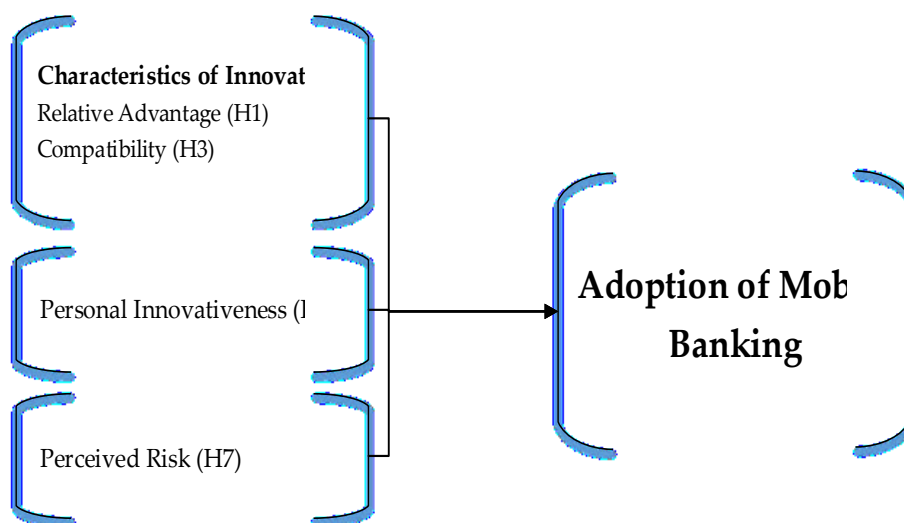 Characteristics of Innovat
Relative Advantage (H1)
Compatibility (H3)
Personal Innovativeness (
Perceived Risk (H7)
Adoption of Mob
Banking